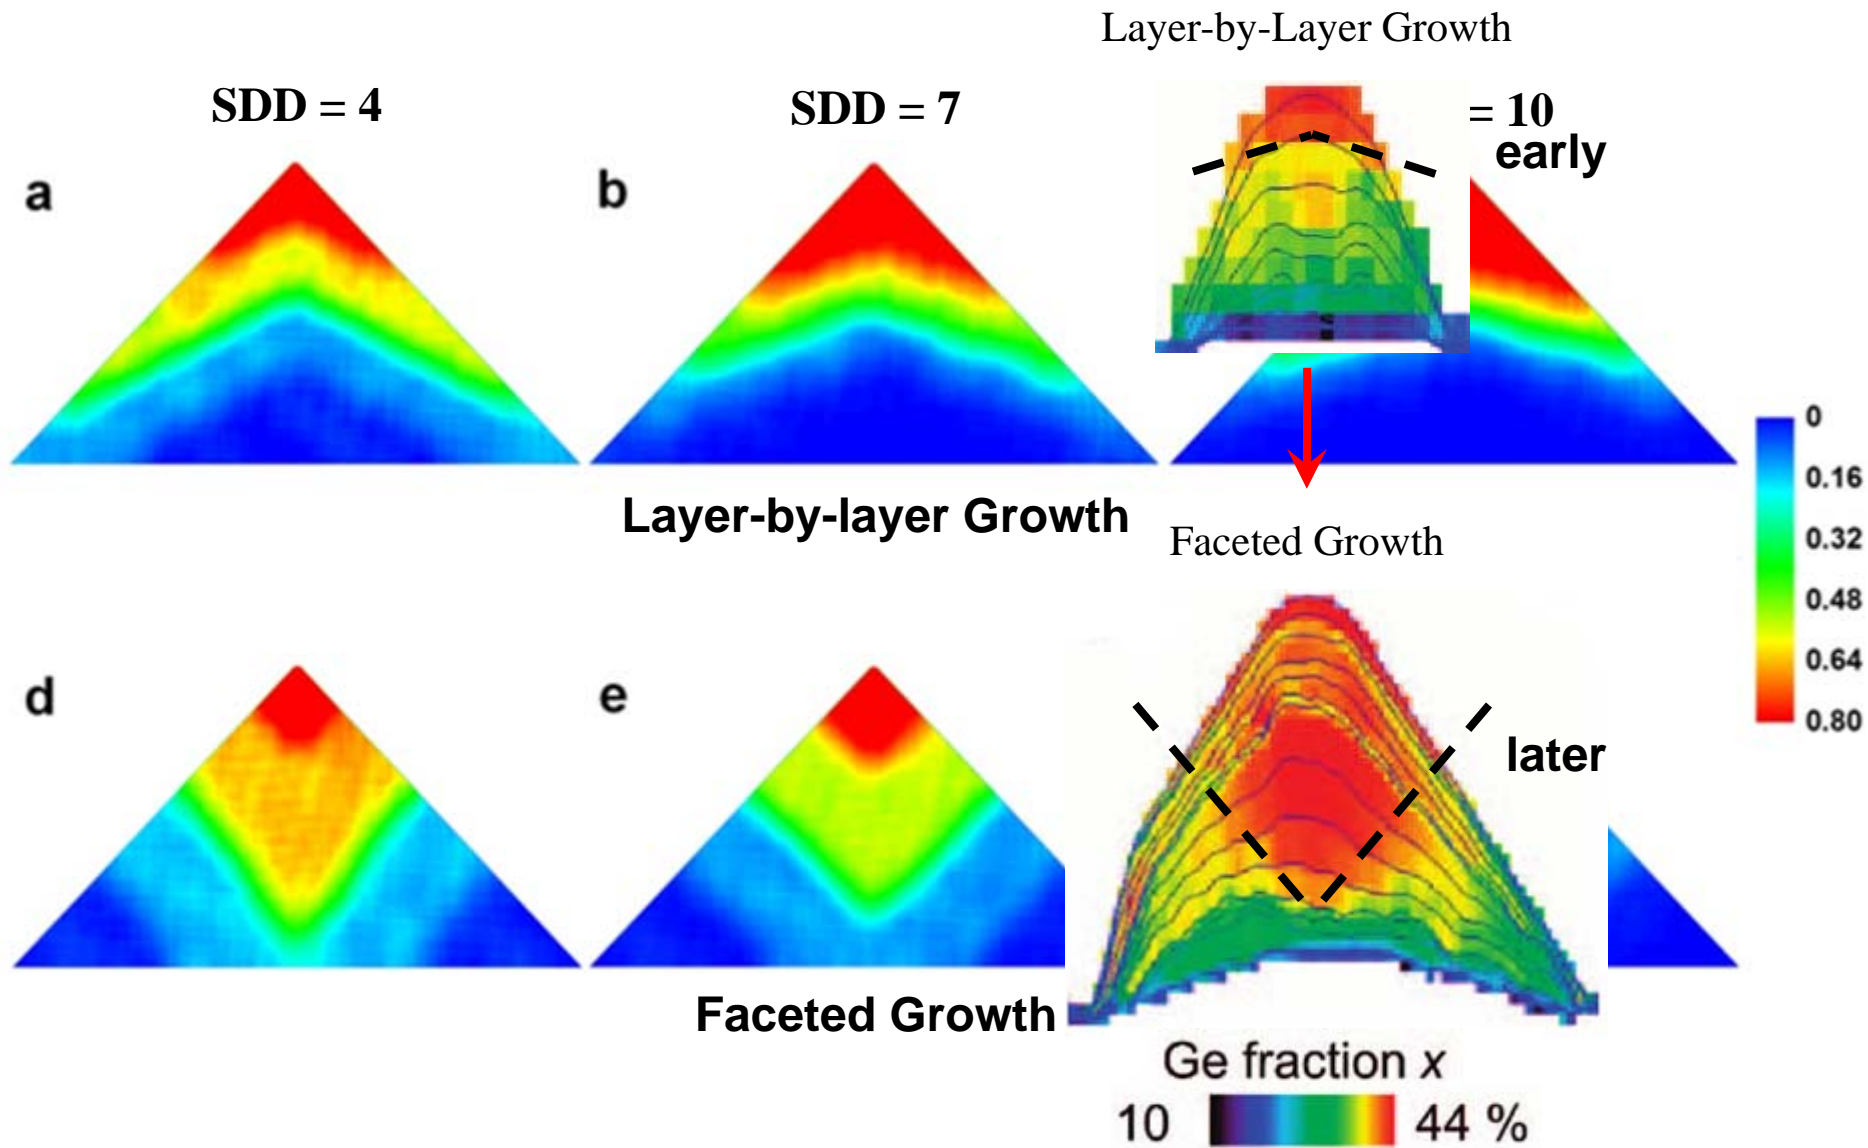 Layer-by-Layer Growth
SDD = 4
SDD = 7
= 10
early
a
b
0
0.16
0.32
0.48
0.64
0.80
Layer-by-layer Growth
Faceted Growth
d
e
later
Faceted Growth
Ge fraction x
10
44 %